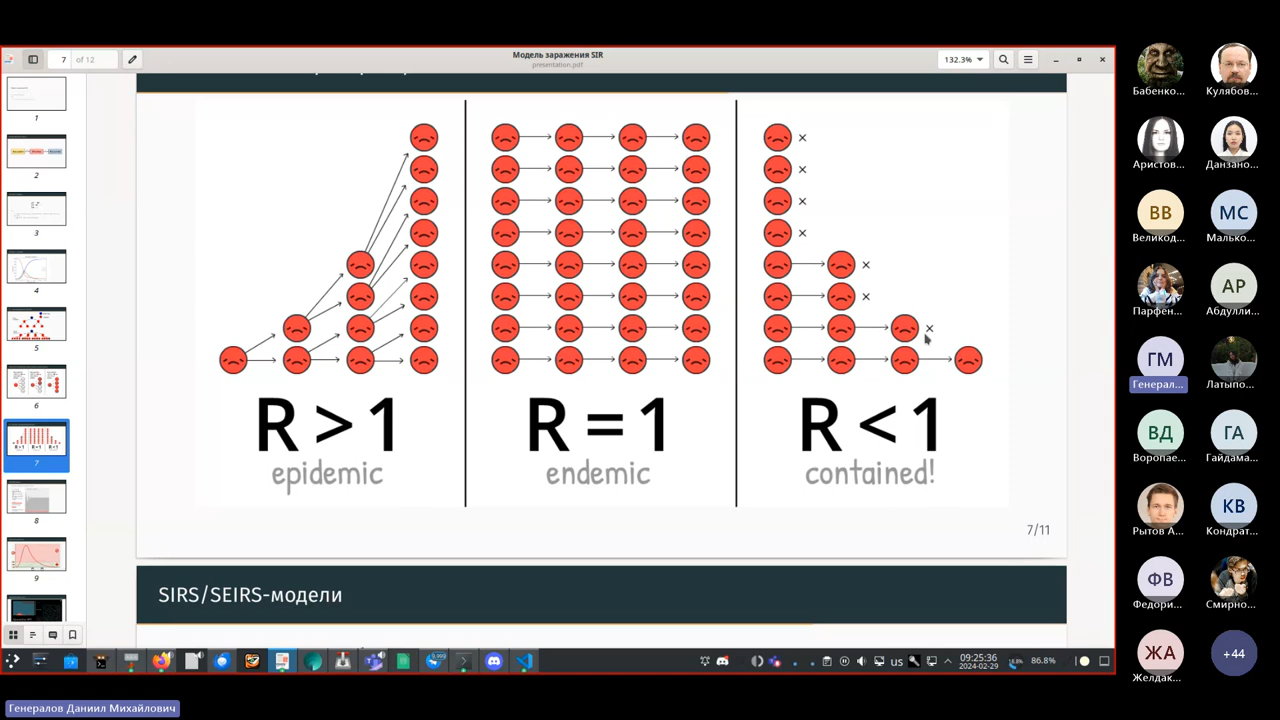 7 of 12
Модель заражения SIR
presentation.pdf
132.3%
1
2
3
4
5
6
7
8
9
R > 1
epidemic
R = 1
endemic
R < 1
contained!
7/11
SIRS/SEIRS-модели
us
09:25:36
2024-02-29
86.8%
Бабенко...
Кулябов...
Аристов...
Данзано...
ВВ
Великод...
МС
Малько...
Парфён...
АР
Абдулли...
ГМ
Генерал...
Латыпо...
ВД
Воропае...
ГА
Гайдама...
Рытов А...
КВ
Кондрат...
ФВ
Федори...
Смирно...
ЖА
Желдак...
+44
Генералов Даниил Михайлович